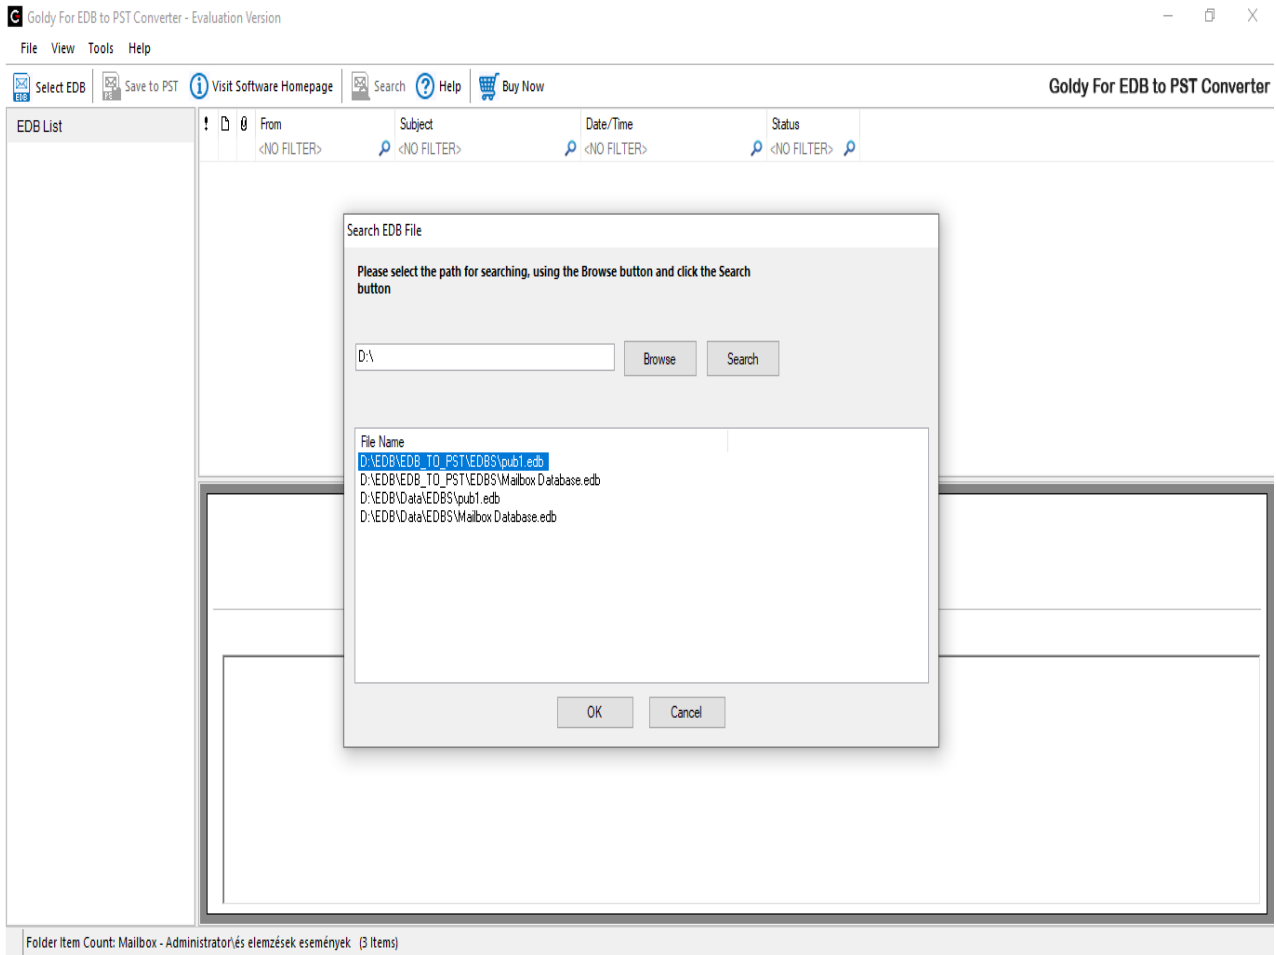 Goldy For EDB to PST Converter - Evaluation Version
File View Tools Help
EDB Select EDB Save to PST Visit Software Homepage Search Help Buy Now Goldy For EDB to PST Converter
EDB List
From Subject Date/Time Status
<NO FILTER> <NO FILTER> <NO FILTER> <NO FILTER>
Search EDB File
Please select the path for searching, using the Browse button and click the Search
button
D:\ Browse Search
File Name
D:\EDB\EDB_TO_PST\EDBS\pub1.edb
D:\EDB\EDB_TO_PST\EDBS\Mailbox Database.edb
D:\EDB\Data\EDBS\pub1.edb
D:\EDB\Data\EDBS\Mailbox Database.edb
OK Cancel
Folder Item Count: Mailbox - Administrator\és elemzések események (3 Items)